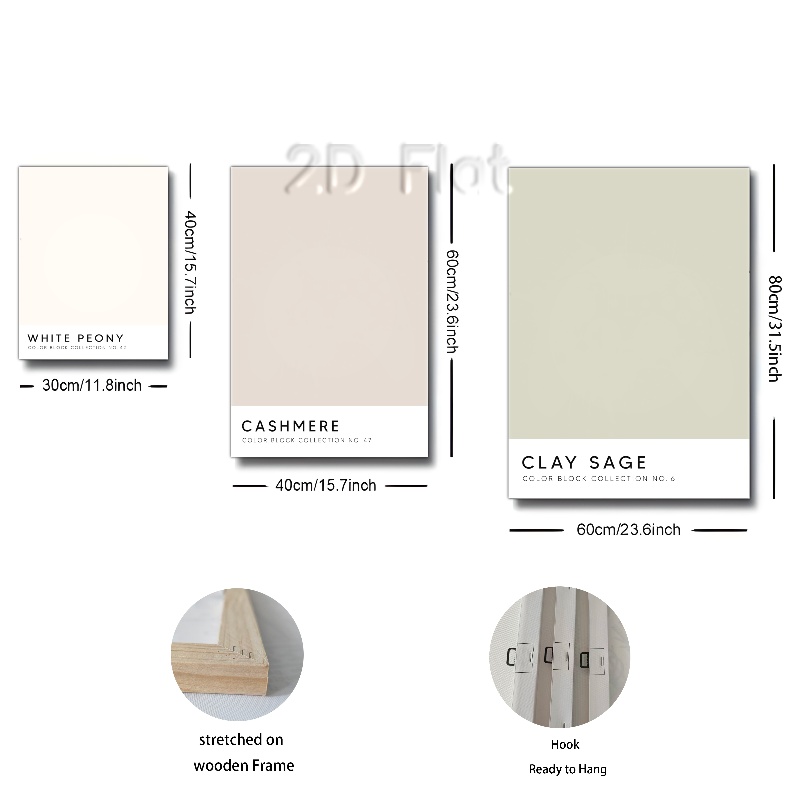 2D Flat
40cm/15.7inch
60cm/23.6inch
80cm/31.5inch
WHITE PEONY
COLOR BLOCK COLLECTION NO. 47
30cm/11.8inch
CASHMERE
COLOR BLOCK COLLECTION NO. 47
40cm/15.7inch
CLAY SAGE
COLOR BLOCK COLLECTION NO. 6
60cm/23.6inch
stretched on
wooden Frame
Hook
Ready to Hang